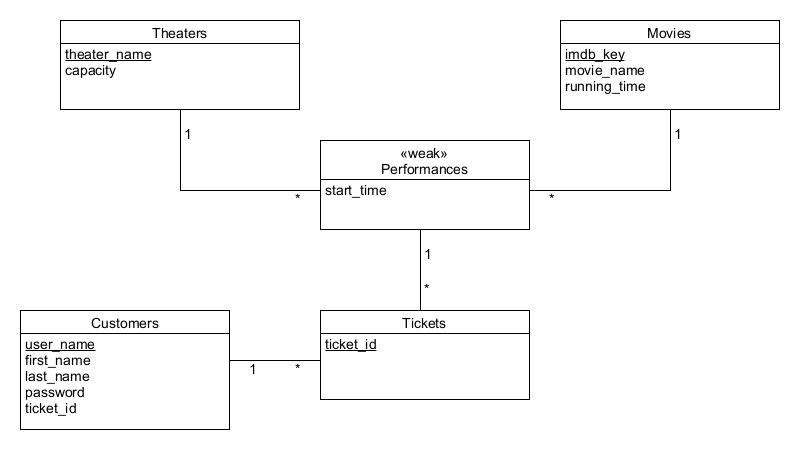 Theaters
theater_name
capacity
Movies
imdb_key
movie_name
running_time
1
1
«weak»
Performances
start_time
*
*
1
*
Customers
user_name
first_name
last_name
password
ticket_id
1
*
Tickets
ticket_id